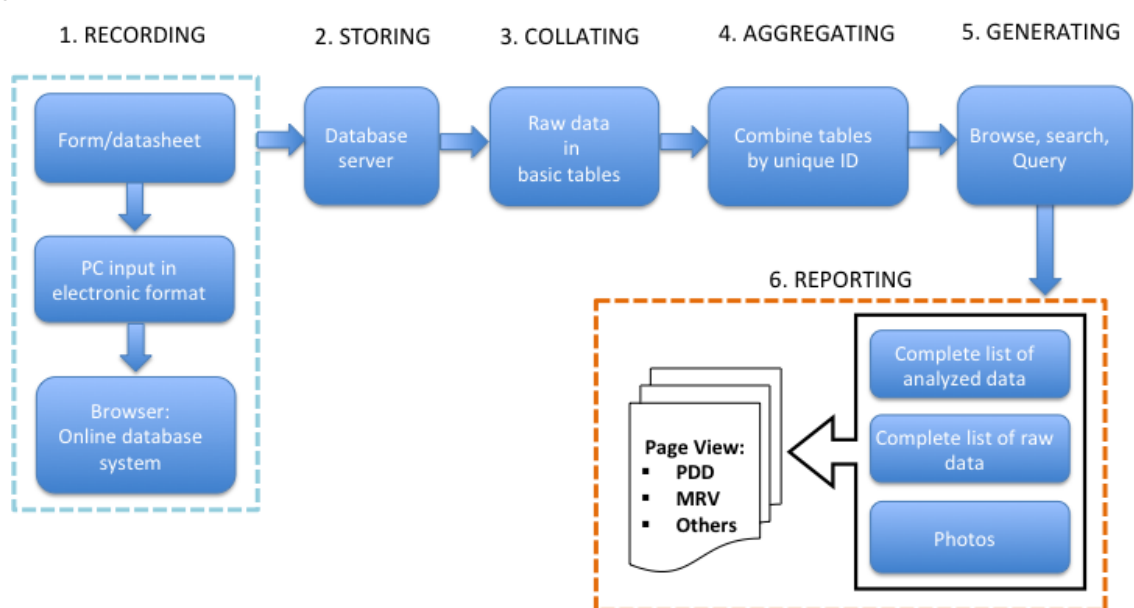 1. RECORDING
2. STORING
3. COLLATING
4. AGGREGATING
5. GENERATING
Form/datasheet
PC input in
electronic format
Browser:
Online database
system
Database
server
Raw data
in
basic tables
Combine tables
by unique ID
Browse, search,
Query
6. REPORTING
Page View:
▪ PDD
▪ MRV
▪ Others
Complete list of
analyzed data
Complete list of raw
data
Photos